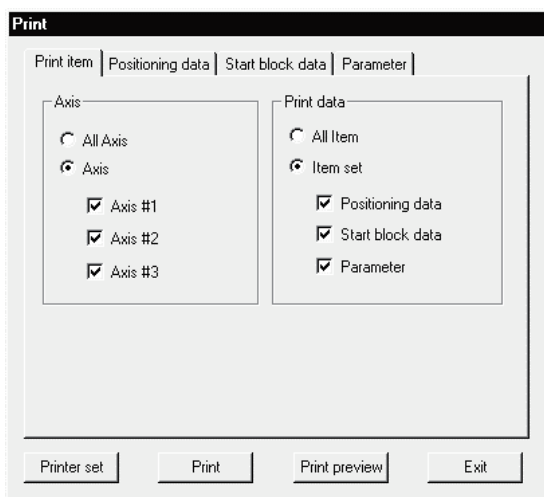 Print
Print item Positioning data Start block data Parameter
Axis
All Axis
Axis
Axis #1
Axis #2
Axis #3
Print data
All Item
Item set
Positioning data
Start block data
Parameter
Printer set Print Print preview Exit